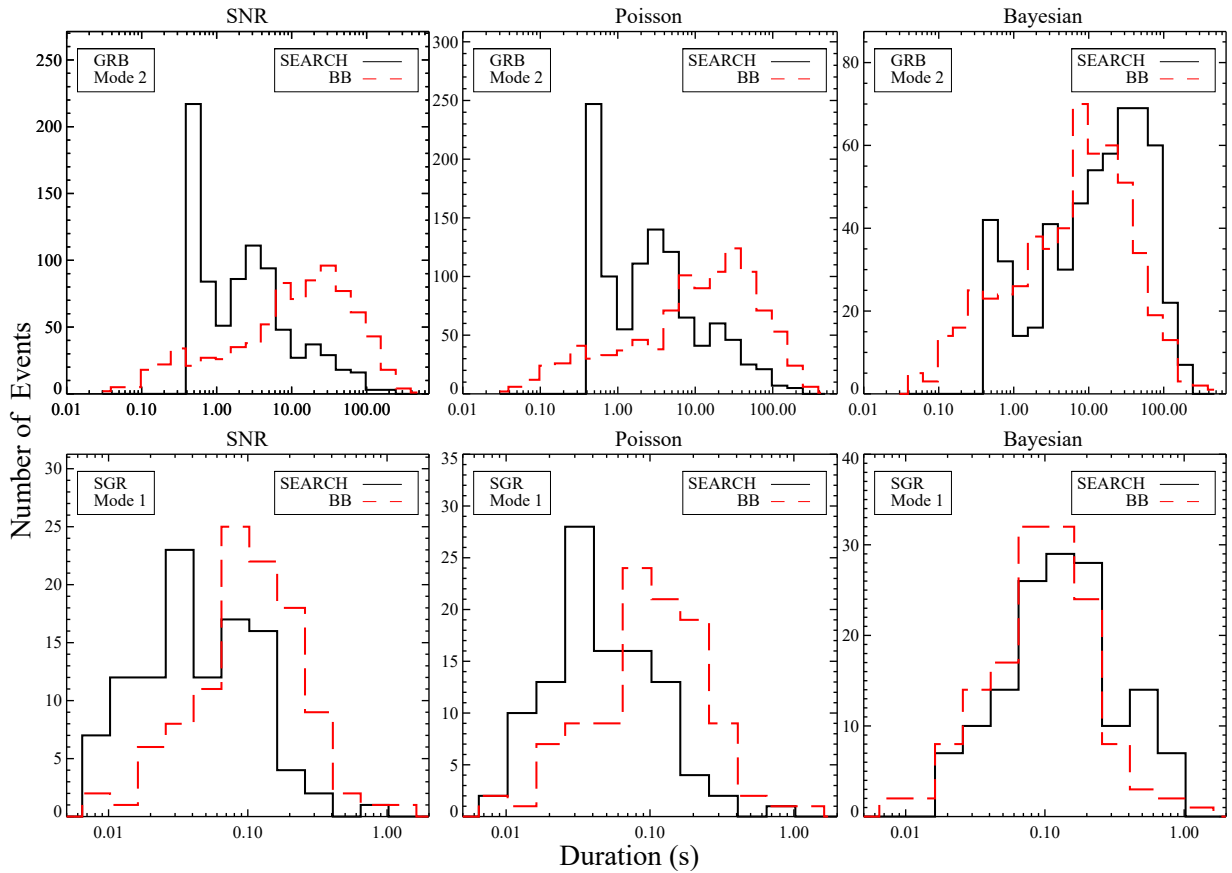 SNR
GRB
Mode 2
SEARCH
BB
250
200
150
100
50
0
0.01 0.10 1.00 10.00 100.00
Poisson
GRB
Mode 2
SEARCH
BB
300
250
200
150
100
50
0
0.01 0.10 1.00 10.00 100.00
Bayesian
GRB
Mode 2
SEARCH
BB
80
60
40
20
0
0.01 0.10 1.00 10.00 100.00
Number of Events
SNR
SGR
Mode 1
SEARCH
BB
30
25
20
15
10
5
0
0.01 0.10 1.00
Poisson
SGR
Mode 1
SEARCH
BB
35
30
25
20
15
10
5
0
0.01 0.10 1.00
Bayesian
SGR
Mode 1
SEARCH
BB
40
30
20
10
0
0.01 0.10 1.00
Duration (s)